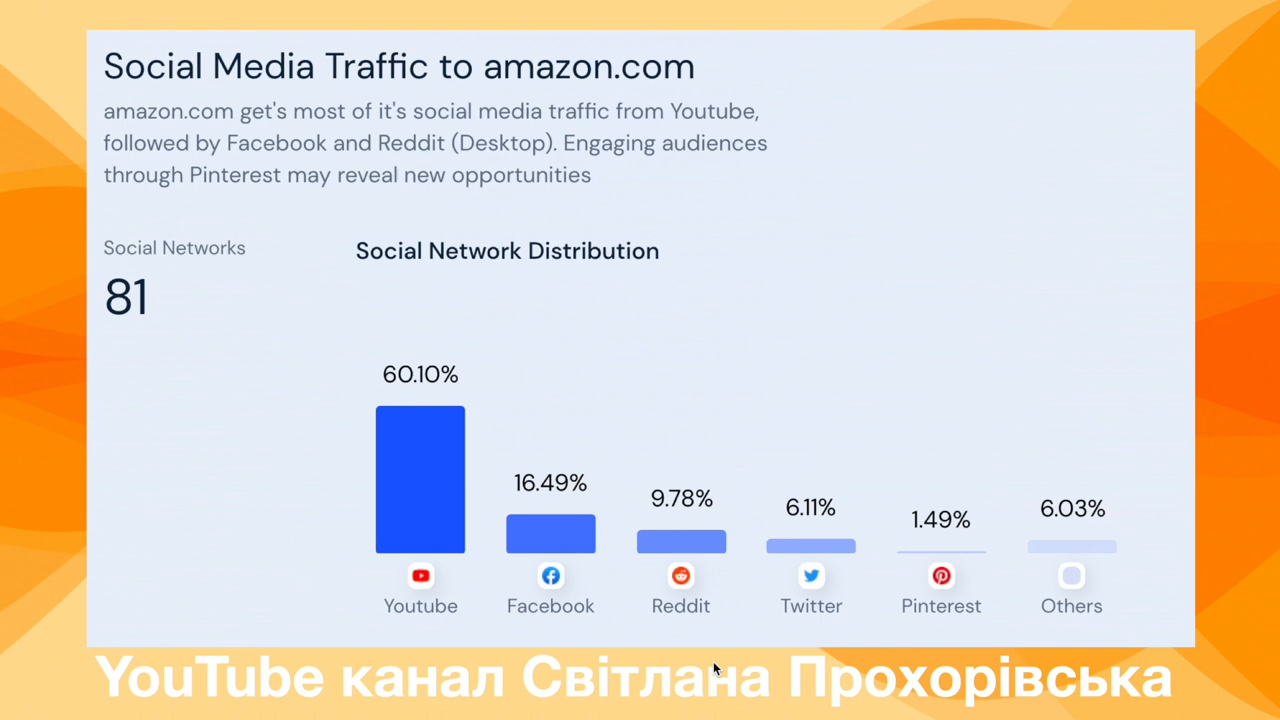 Social Media Traffic to amazon.com
amazon.com get's most of it's social media traffic from Youtube,
followed by Facebook and Reddit (Desktop). Engaging audiences
through Pinterest may reveal new opportunities
Social Networks
81
Social Network Distribution
60.10%
16.49%
9.78%
6.11%
1.49%
6.03%
Youtube
Facebook
Reddit
Twitter
Pinterest
Others
YouTube канал Світлана Прохорівська